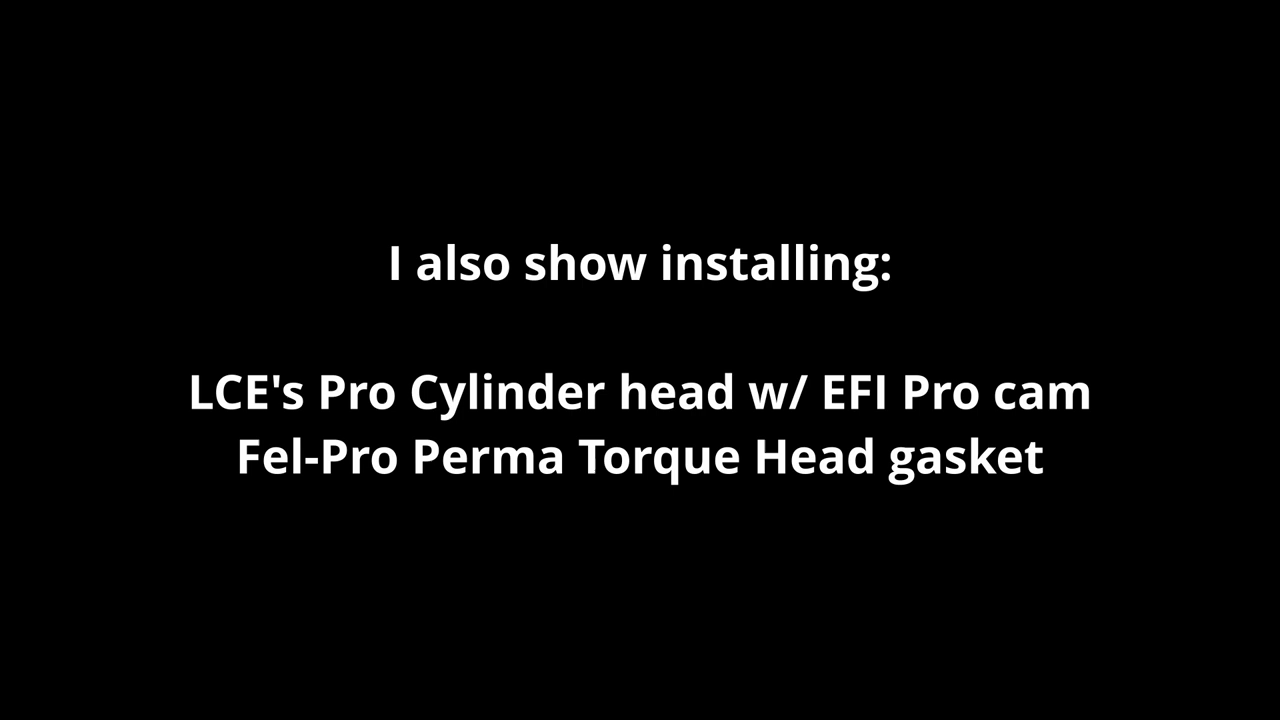 I also show installing:
LCE's Pro Cylinder head w/ EFI Pro cam
Fel-Pro Perma Torque Head gasket